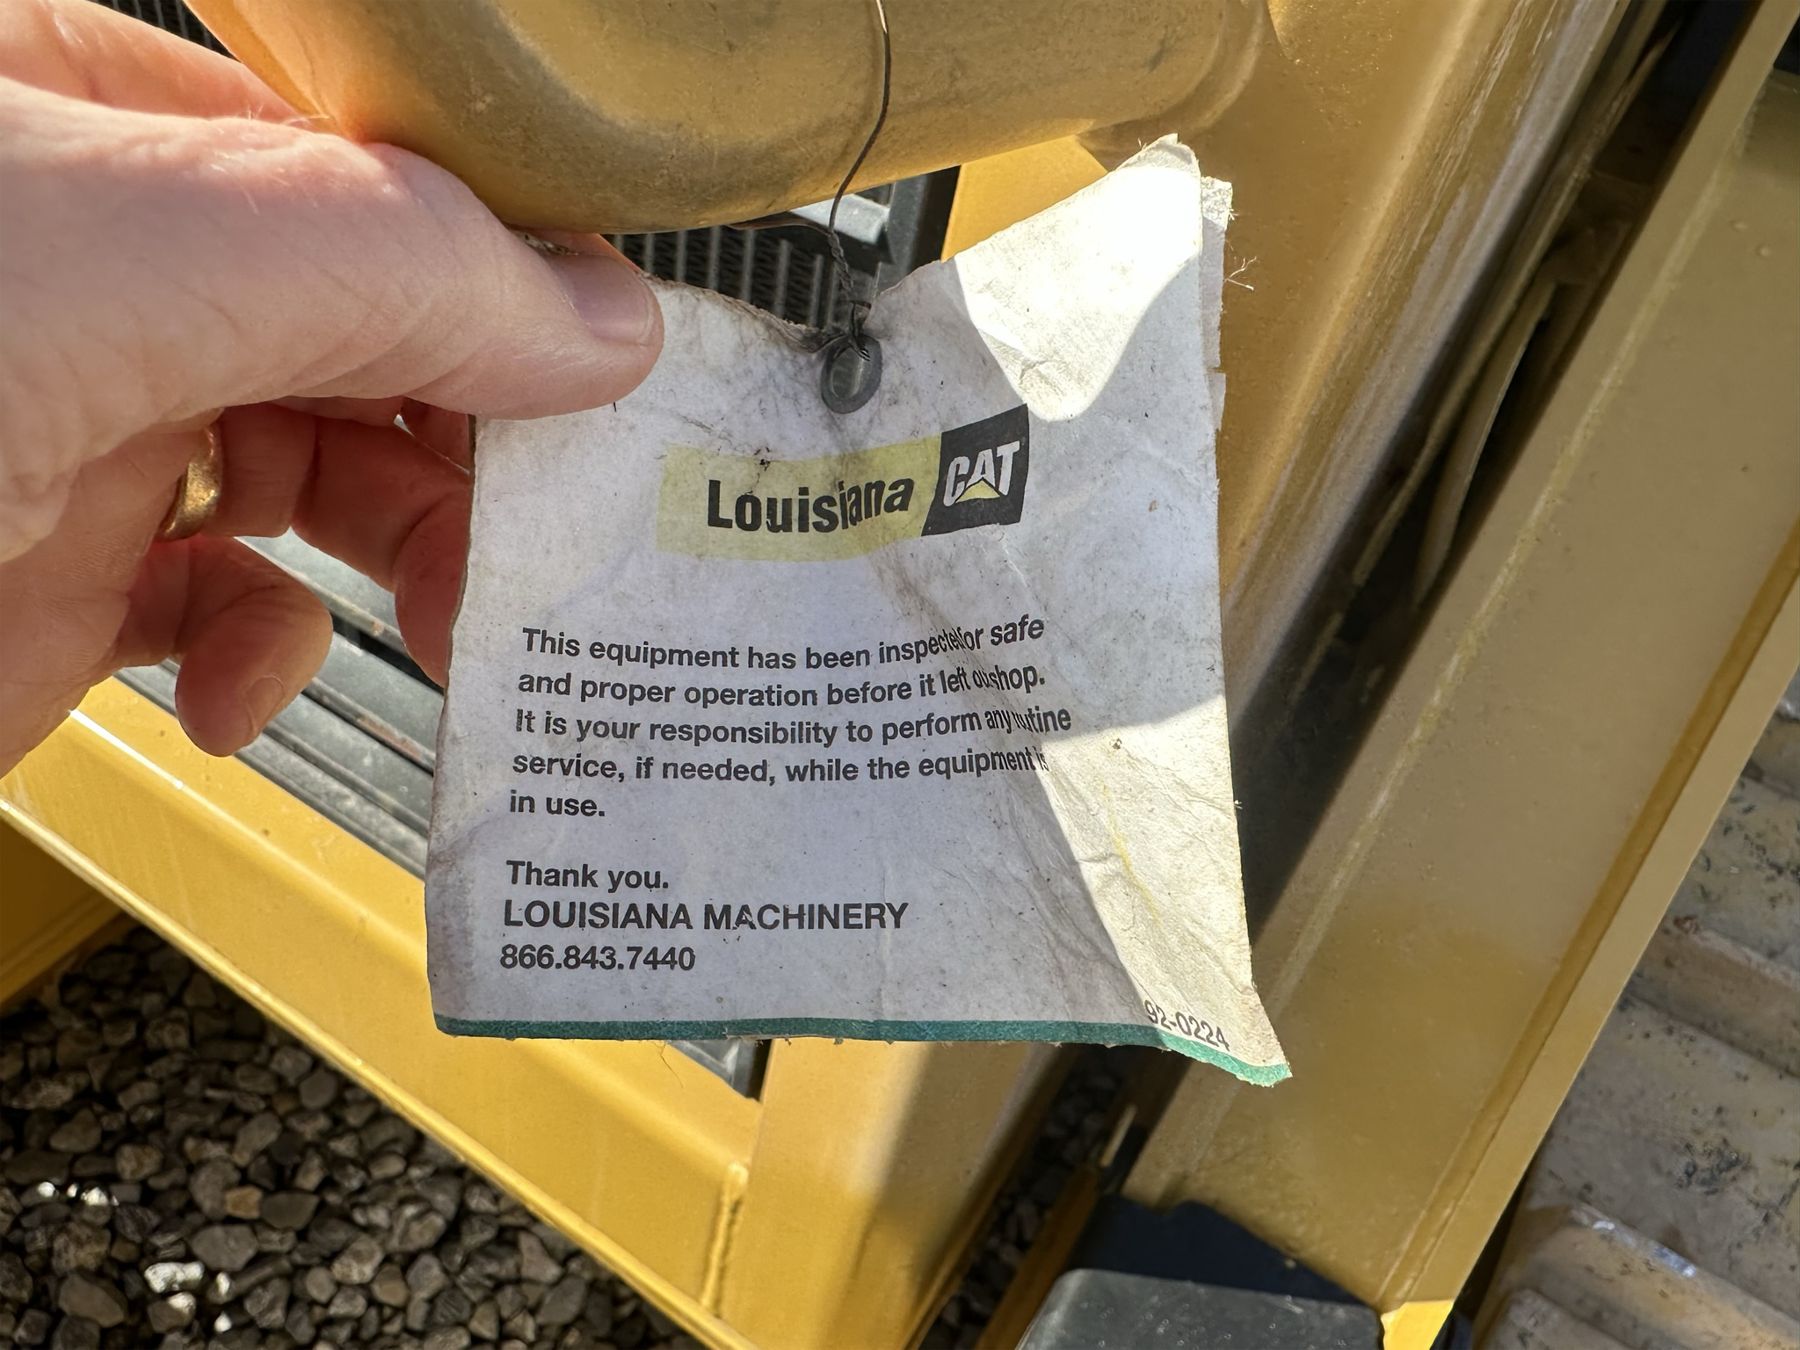 Louisiana CAT
This equipment has been inspected for safe
and proper operation before it left our shop.
It is your responsibility to perform any routine
service, if needed, while the equipment is
in use.
Thank you.
LOUISIANA MACHINERY
866.843.7440
92-0224